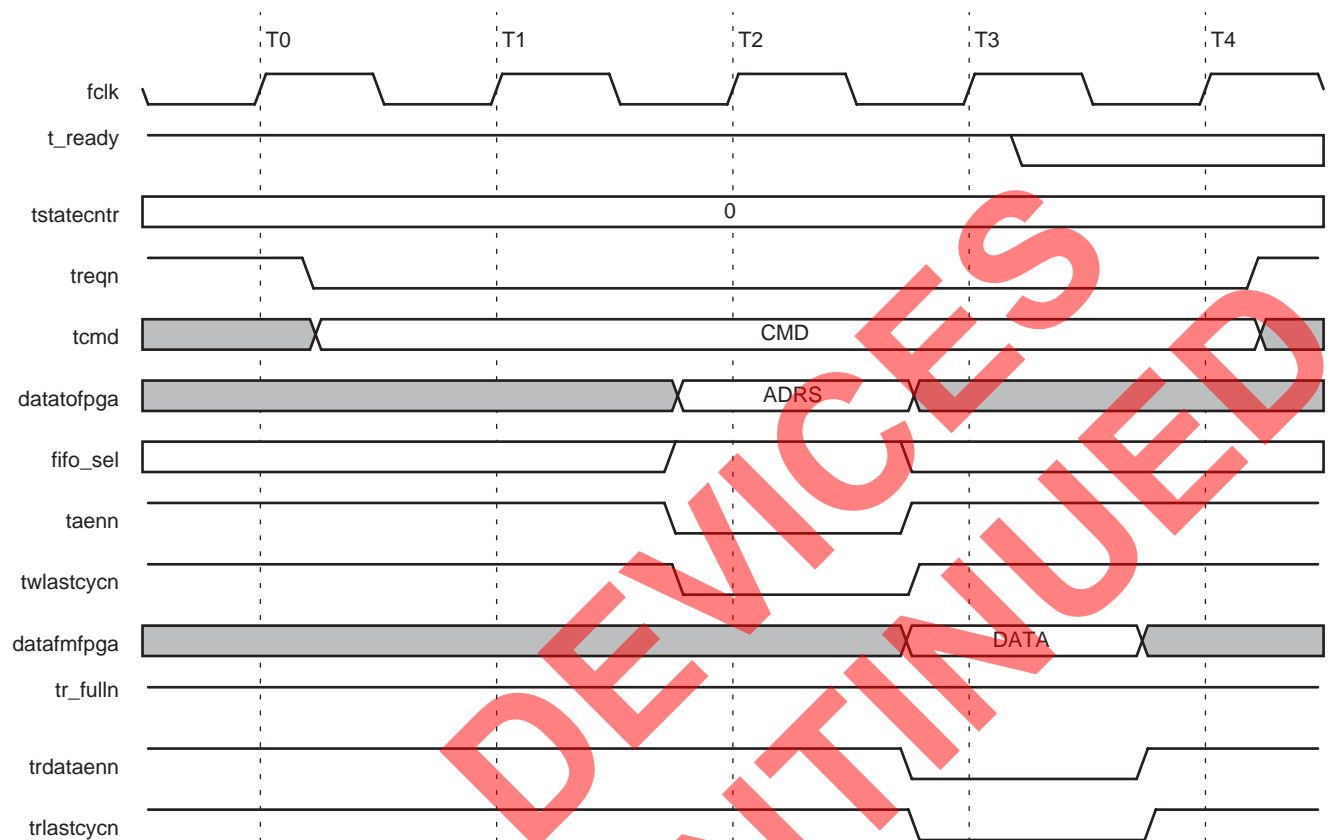 T0 T1 T2 T3 T4
fclk
t_ready
tstatecntr 0
treqn
tcmd CMD
datatofpga ADRS
fifo_sel
taenn
twlastcycn
datafmfpga DATA
tr_fulln
trdataenn
trlastcycn
DEVICES